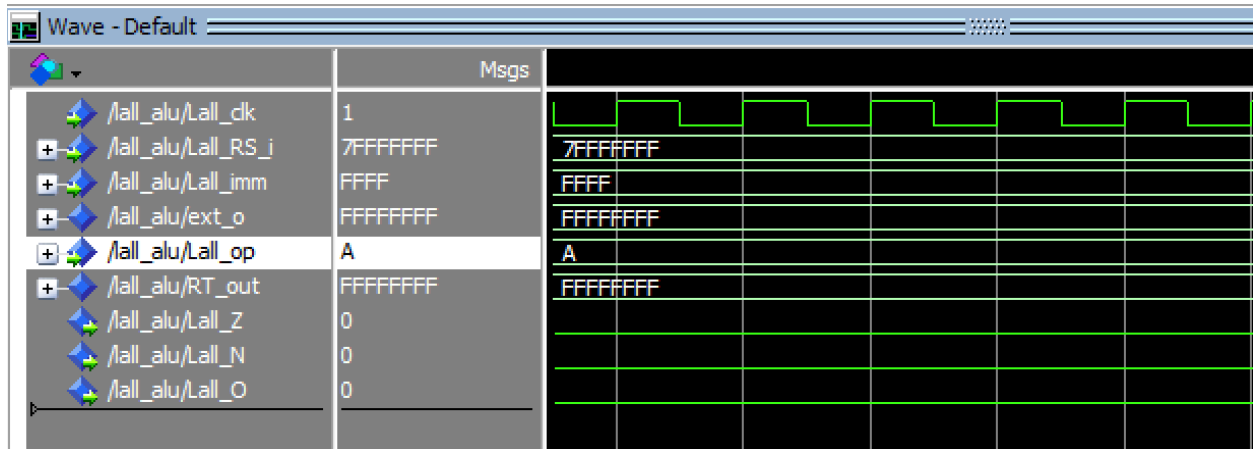 Wave - Default
Msgs
/lall_alu/Lall_clk 1
/lall_alu/Lall_RS_i 7FFFFFFF 7FFFFFFF
/lall_alu/Lall_imm FFFF FFFF
/lall_alu/ext_o FFFFFFFF FFFFFFFF
/lall_alu/Lall_op A A
/lall_alu/RT_out FFFFFFFF FFFFFFFF
/lall_alu/Lall_Z 0
/lall_alu/Lall_N 0
/lall_alu/Lall_O 0